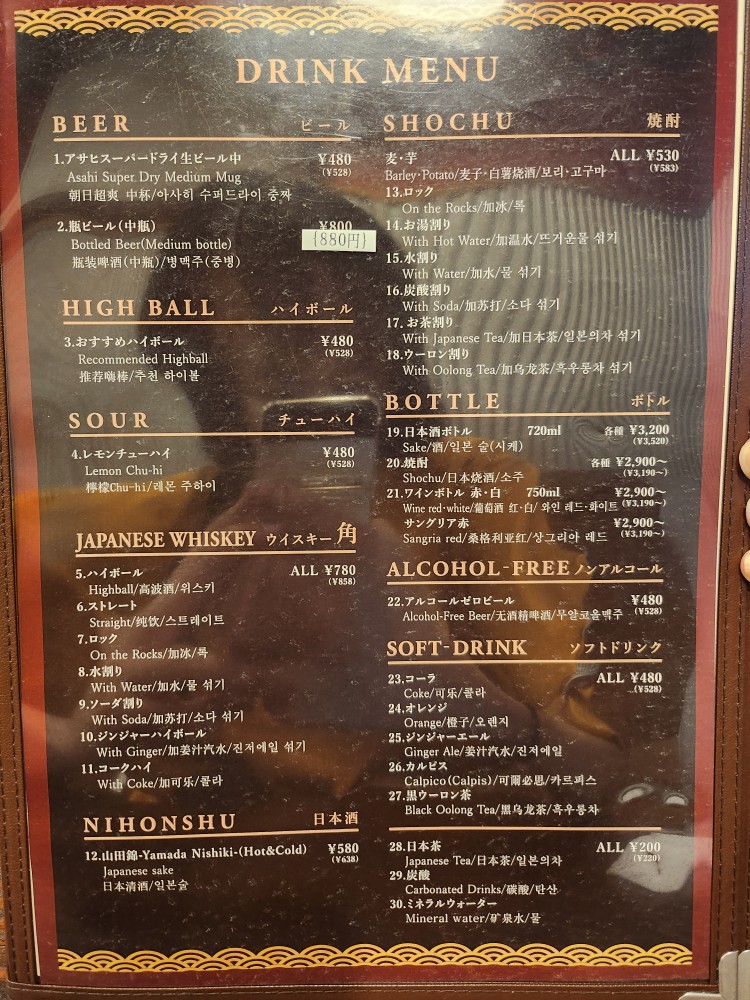 DRINK MENU
BEER ビール
1.アサヒスーパードライ生ビール中 ¥480
Asahi Super Dry Medium Mug (¥528)
朝日超爽 中杯/아사히 수퍼드라이 중짜
2.瓶ビール(中瓶) ¥800
Bottled Beer(Medium bottle) {880円}
瓶装啤酒(中瓶)/병맥주(중병)
HIGH BALL ハイボール
3.おすすめハイボール ¥480
Recommended Highball (¥528)
推荐嗨棒/추천 하이볼
SOUR チューハイ
4.レモンチューハイ ¥480
Lemon Chu-hi (¥528)
檸檬Chu-hi/레몬 주하이
JAPANESE WHISKEY ウイスキー 角
5.ハイボール ALL ¥780
Highball/高波酒/위스키 (¥858)
6.ストレート
Straight/纯饮/스트레이트
7.ロック
On the Rocks/加冰/록
8.水割り
With Water/加水/물 섞기
9.ソーダ割り
With Soda/加苏打/소다 섞기
10.ジンジャーハイボール
With Ginger/加姜汁汽水/진저에일 섞기
11.コークハイ
With Coke/加可乐/콜라
NIHONSHU 日本酒
12.山田錦-Yamada Nishiki-(Hot&Cold) ¥580
Japanese sake (¥638)
日本清酒/일본술
SHOCHU 焼酎
麦・芋 ALL ¥530
Barley・Potato/麦子・白薯烧酒/보리・고구마 (¥583)
13.ロック
On the Rocks/加冰/록
14.お湯割り
With Hot Water/加温水/뜨거운물 섞기
15.水割り
With Water/加水/물 섞기
16.炭酸割り
With Soda/加苏打/소다 섞기
17.お茶割り
With Japanese Tea/加日本茶/일본의차 섞기
18.ウーロン割り
With Oolong Tea/加乌龙茶/흑우롱차 섞기
BOTTLE ボトル
19.日本酒ボトル 720ml 各種 ¥3,200
Sake/酒/일본 술(시케) (¥3,520)
20.焼酎 各種 ¥2,900〜
Shochu/日本烧酒/소주 (¥3,190〜)
21.ワインボトル 赤・白 750ml ¥2,900〜
Wine red・white/葡萄酒 红・白/ 와인 레드・화이트 (¥3,190〜)
サングリア赤 ¥2,900〜
Sangria red/桑格利亚红/상그리아 레드 (¥3,190〜)
ALCOHOL-FREE ノンアルコール
22.アルコールゼロビール ¥480
Alcohol-Free Beer/无酒精啤酒/무알코올맥주 (¥528)
SOFT-DRINK ソフトドリンク
23.コーラ ALL ¥480
Coke/可乐/콜라 (¥528)
24.オレンジ
Orange/橙子/오렌지
25.ジンジャーエール
Ginger Ale/姜汁汽水/진저에일
26.カルピス
Calpico(Calpis)/可爾必思/카르피스
27.黒ウーロン茶
Black Oolong Tea/黑乌龙茶/흑우롱차
28.日本茶 ALL ¥200
Japanese Tea/日本茶/일본의차 (¥220)
29.炭酸
Carbonated Drinks/碳酸/탄산
30.ミネラルウォーター
Mineral water/矿泉水/물